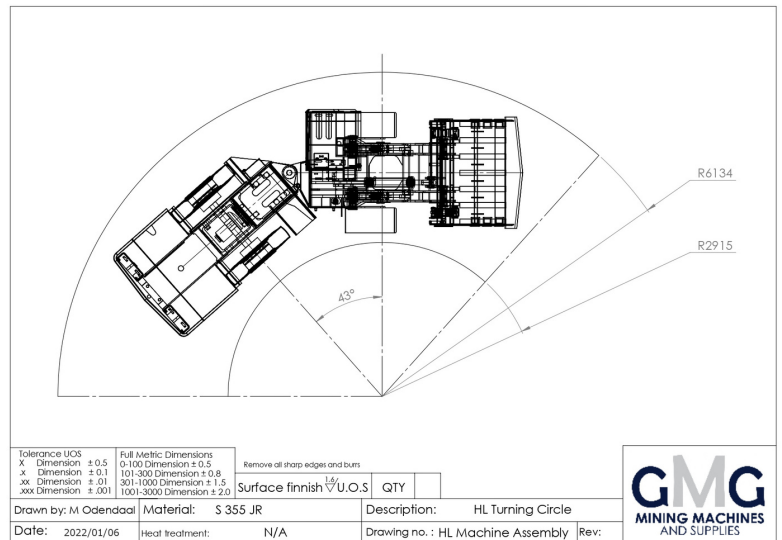 R6134
R2915
43°
Tolerance UOS
X Dimension ± 0.5
.x Dimension ± 0.1
.xx Dimension ± .01
.xxx Dimension ± .001
Full Metric Dimensions
0-100 Dimension ± 0.5
101-300 Dimension ± 0.8
301-1000 Dimension ± 1.5
1001-3000 Dimension ± 2.0
Remove all sharp edges and burrs
Surface finnish 1.6/ U.O.S QTY
Drawn by: M Odendaal Material: S 355 JR Description: HL Turning Circle
Date: 2022/01/06 Heat treatment: N/A Drawing no. : HL Machine Assembly Rev:
GMG
MINING MACHINES
AND SUPPLIES